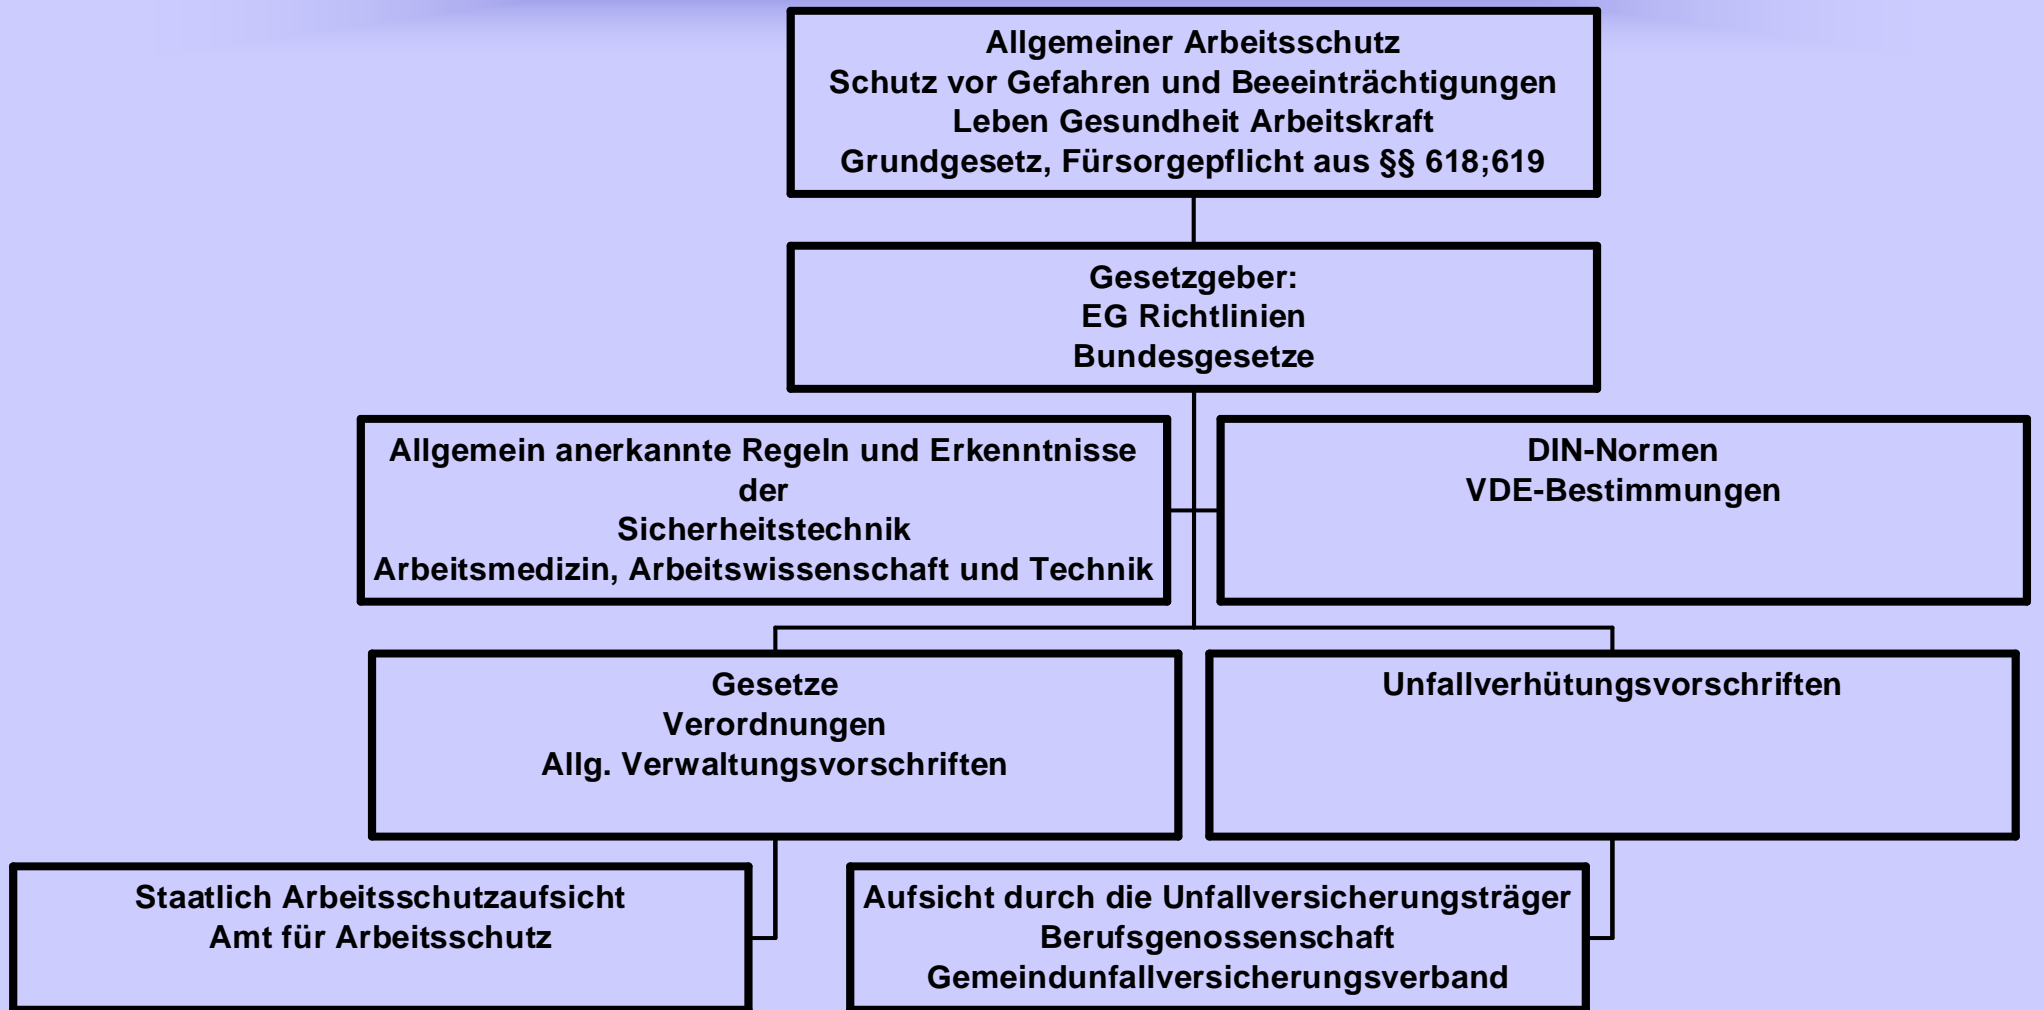 Allgemeiner Arbeitsschutz
Schutz vor Gefahren und Beeeinträchtigungen
Leben Gesundheit Arbeitskraft
Grundgesetz, Fürsorgepflicht aus §§ 618;619
Gesetzgeber:
EG Richtlinien
Bundesgesetze
Allgemein anerkannte Regeln und Erkenntnisse
der
Sicherheitstechnik
Arbeitsmedizin, Arbeitswissenschaft und Technik
DIN-Normen
VDE-Bestimmungen
Gesetze
Verordnungen
Allg. Verwaltungsvorschriften
Unfallverhütungsvorschriften
Staatlich Arbeitsschutzaufsicht
Amt für Arbeitsschutz
Aufsicht durch die Unfallversicherungsträger
Berufsgenossenschaft
Gemeindunfallversicherungsverband